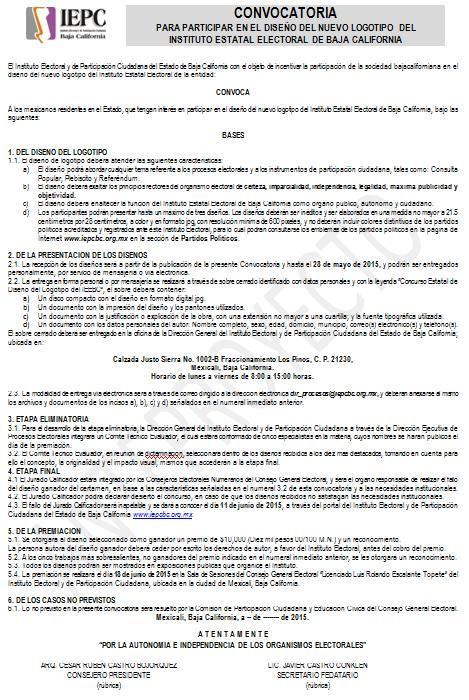 IEPC
Baja California
CONVOCATORIA
PARA PARTICIPAR EN EL DISEÑO DEL NUEVO LOGOTIPO DEL
INSTITUTO ESTATAL ELECTORAL DE BAJA CALIFORNIA
El Instituto Electoral y de Participación Ciudadana del Estado de Baja California con el objeto de incentivar la participación de la sociedad bajacaliforniana en el
diseño del nuevo logotipo del Instituto Estatal Electoral de la entidad:
CONVOCA
A los mexicanos residentes en el Estado, que tengan interés en participar en el diseño del nuevo logotipo del Instituto Estatal Electoral de Baja California, bajo las
siguientes:
BASES
1. DEL DISEÑO DEL LOGOTIPO
1.1. El diseño de logotipo deberá atender las siguientes características:
a) El diseño podrá abordar cualquier tema referente a los procesos electorales y a los instrumentos de participación ciudadana, tales como: Consulta
Popular, Plebiscito y Referéndum.
b) El diseño deberá exaltar los principios rectores del organismo electoral de certeza, imparcialidad, independencia, legalidad, máxima publicidad y
objetividad.
c) El diseño deberá enaltecer la función del Instituto Estatal Electoral de Baja California como órgano público, autónomo y ciudadano.
d) Los participantes podrán presentar hasta un máximo de tres diseños. Los diseños deberán ser inéditos y ser elaborados en una medida no mayor a 21.5
centímetros por 28 centímetros, a color y en formato jpg, con resolución mínima de 600 pixeles, y no deberán incluir colores distintivos de los partidos
políticos acreditados y registrados ante este Instituto Electoral, para lo cual podrán consultarse los emblemas de los partidos políticos en la página de
Internet www.iepcbc.org.mx en la sección de Partidos Políticos.
2. DE LA PRESENTACIÓN DE LOS DISEÑOS
2.1. La recepción de los diseños será a partir de la publicación de la presente Convocatoria y hasta el 28 de mayo de 2015, y podrán ser entregados
personalmente, por servicio de mensajería o vía electrónica.
2.2. La entrega en forma personal o por mensajería se realizará a través de sobre cerrado identificado con datos personales y con la leyenda "Concurso Estatal de
Diseño del Logotipo del IEEBC", el sobre deberá contener:
a) Un disco compacto con el diseño en formato digital jpg.
b) Un documento con la impresión del diseño y los pantones utilizados.
c) Un documento con la justificación o explicación de la obra, con una extensión no mayor a una cuartilla; y la fuente tipográfica utilizada.
d) Un documento con los datos personales del autor: Nombre completo, sexo, edad, domicilio, municipio, correo(s) electrónico(s) y teléfono(s).
El sobre cerrado deberá ser entregado en la oficina de la Dirección General del Instituto Electoral y de Participación Ciudadana del Estado de Baja California;
ubicada en:
Calzada Justo Sierra No. 1002-B Fraccionamiento Los Pinos, C. P. 21230,
Mexicali, Baja California.
Horario de lunes a viernes de 8:00 a 15:00 horas.
2.3. La modalidad de entrega vía electrónica será a través de correo dirigido a la dirección electrónica dir_procesos@iepcbc.org.mx, y deberán anexarse al mismo
los archivos y documentos de los incisos a), b), c) y d) señalados en el numeral inmediato anterior.
3. ETAPA ELIMINATORIA
3.1. Para el desarrollo de la etapa eliminatoria, la Dirección General del Instituto Electoral y de Participación Ciudadana a través de la Dirección Ejecutiva de
Procesos Electorales integrará un Comité Técnico Evaluador, el cual estará conformado de cinco especialistas en la materia, cuyos nombres se harán públicos el
día de la premiación.
3.2. El Comité Técnico Evaluador, en reunión de dictaminación, seleccionará dentro de los diseños recibidos a los diez más destacados, tomando en cuenta para
ello el concepto, la originalidad y el impacto visual, mismos que accederán a la etapa final.
4. ETAPA FINAL
4.1 El Jurado Calificador estará integrado por los Consejeros Electorales Numerarios del Consejo General Electoral, y será el órgano responsable de realizar el fallo
del diseño ganador del certamen, en base a las características señaladas en el numeral 3.2 de esta convocatoria y a las necesidades institucionales.
4.2. El Jurado Calificador podrá declarar desierto el concurso, en caso de que los diseños recibidos no satisfagan las necesidades institucionales.
4.3. El fallo del Jurado Calificador será inapelable y se dará a conocer el día 11 de junio de 2015, a través del portal del Instituto Electoral y de Participación
Ciudadana del Estado de Baja California www.iepcbc.org.mx.
5. DE LA PREMIACIÓN
5.1. Se otorgará al diseño seleccionado como ganador un premio de $10,000 (Diez mil pesos 00/100 M.N.) y un reconocimiento.
La persona autora del diseño ganador deberá ceder por escrito los derechos de autor, a favor del Instituto Electoral, antes del cobro del premio.
5.2. A los cinco trabajos más sobresalientes, no ganadores del premio indicado en el numeral inmediato anterior, se les otorgará un reconocimiento.
5.3. Todos los diseños podrán ser mostrados en exposiciones públicas que organice el Instituto.
5.4. La premiación se realizará el día 18 de junio de 2015 en la Sala de Sesiones del Consejo General Electoral "Licenciado Luis Rolando Escalante Topete" del
Instituto Electoral y de Participación Ciudadana, ubicada en la ciudad de Mexicali, Baja California.
6. DE LOS CASOS NO PREVISTOS
6.1. Lo no previsto en la presente convocatoria será resuelto por la Comisión de Participación Ciudadana y Educación Cívica del Consejo General Electoral.
Mexicali, Baja California, a -- de ------- de 2015.
A T E N T A M E N T E
"POR LA AUTONOMÍA E INDEPENDENCIA DE LOS ORGANISMOS ELECTORALES"
ARQ. CÉSAR RUBÉN CASTRO BOJÓRQUEZ
LIC. JAVIER CASTRO CONKLEN
CONSEJERO PRESIDENTE
SECRETARIO FEDATARIO
(rúbrica)
(rúbrica)
PROYECTO